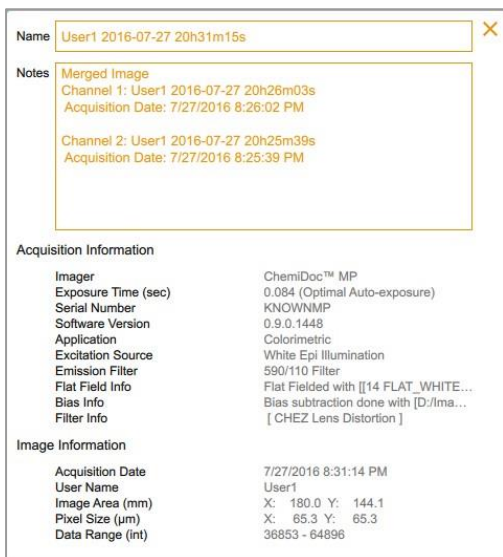 Name User1 2016-07-27 20h31m15s
Notes Merged Image
Channel 1: User1 2016-07-27 20h26m03s
Acquisition Date: 7/27/2016 8:26:02 PM
Channel 2: User1 2016-07-27 20h25m39s
Acquisition Date: 7/27/2016 8:25:39 PM
Acquisition Information
Imager ChemiDoc™ MP
Exposure Time (sec) 0.084 (Optimal Auto-exposure)
Serial Number KNOWNMP
Software Version 0.9.0.1448
Application Colorimetric
Excitation Source White Epi Illumination
Emission Filter 590/110 Filter
Flat Field Info Flat Fielded with [[14 FLAT_WHITE...
Bias Info Bias subtraction done with [D:/Ima...
Filter Info [ CHEZ Lens Distortion ]
Image Information
Acquisition Date 7/27/2016 8:31:14 PM
User Name User1
Image Area (mm) X: 180.0 Y: 144.1
Pixel Size (µm) X: 65.3 Y: 65.3
Data Range (int) 36853 - 64896